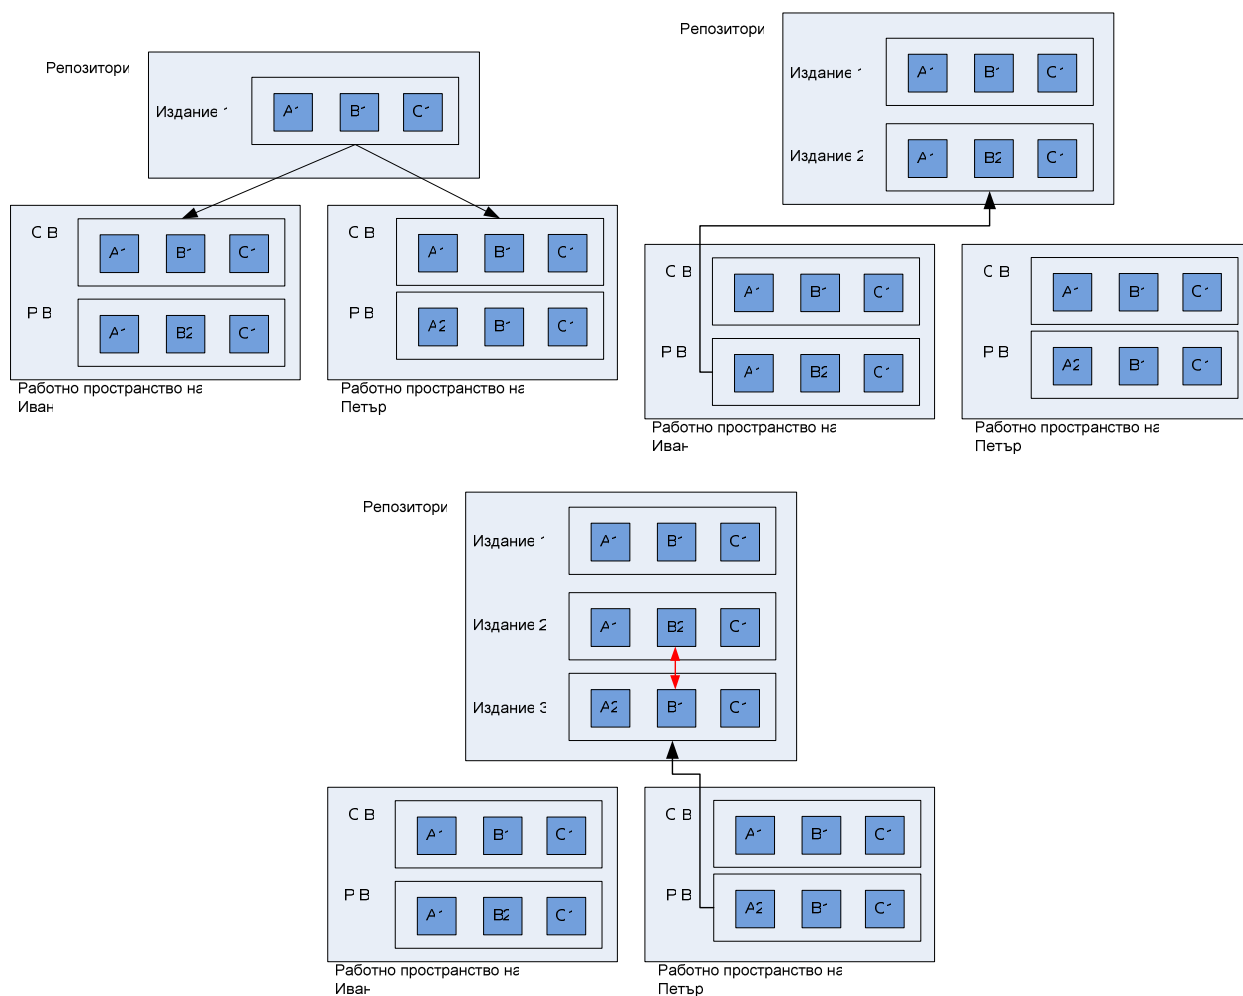 Репозитори
Издание 1
A1 B1 C1
С В
A1 B1 C1
Р В
A1 B2 C1
Работно пространство на
Иван
С В
A1 B1 C1
Р В
A2 B1 C1
Работно пространство на
Петър
Репозитори
Издание 1
A1 B1 C1
Издание 2
A1 B2 C1
С В
A1 B1 C1
Р В
A1 B2 C1
Работно пространство на
Иван
С В
A1 B1 C1
Р В
A2 B1 C1
Работно пространство на
Петър
Репозитори
Издание 1
A1 B1 C1
Издание 2
A1 B2 C1
Издание 3
A2 B1 C1
С В
A1 B1 C1
Р В
A1 B2 C1
Работно пространство на
Иван
С В
A1 B1 C1
Р В
A2 B1 C1
Работно пространство на
Петър